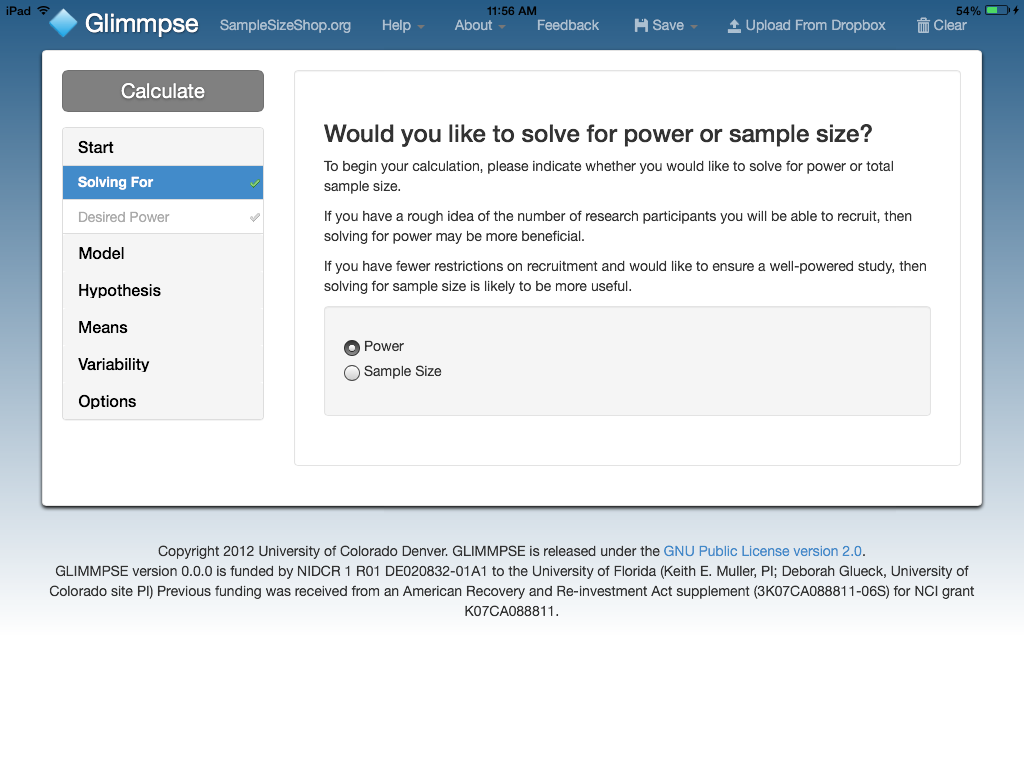 iPad 11:56 AM 54%
Glimmpse SampleSizeShop.org Help About Feedback Save Upload From Dropbox Clear
Calculate
Start
Solving For
Desired Power
Model
Hypothesis
Means
Variability
Options
Would you like to solve for power or sample size?
To begin your calculation, please indicate whether you would like to solve for power or total
sample size.
If you have a rough idea of the number of research participants you will be able to recruit, then
solving for power may be more beneficial.
If you have fewer restrictions on recruitment and would like to ensure a well-powered study, then
solving for sample size is likely to be more useful.
Power
Sample Size
Copyright 2012 University of Colorado Denver. GLIMMPSE is released under the GNU Public License version 2.0.
GLIMMPSE version 0.0.0 is funded by NIDCR 1 R01 DE020832-01A1 to the University of Florida (Keith E. Muller, PI; Deborah Glueck, University of
Colorado site PI) Previous funding was received from an American Recovery and Re-investment Act supplement (3K07CA088811-06S) for NCI grant
K07CA088811.